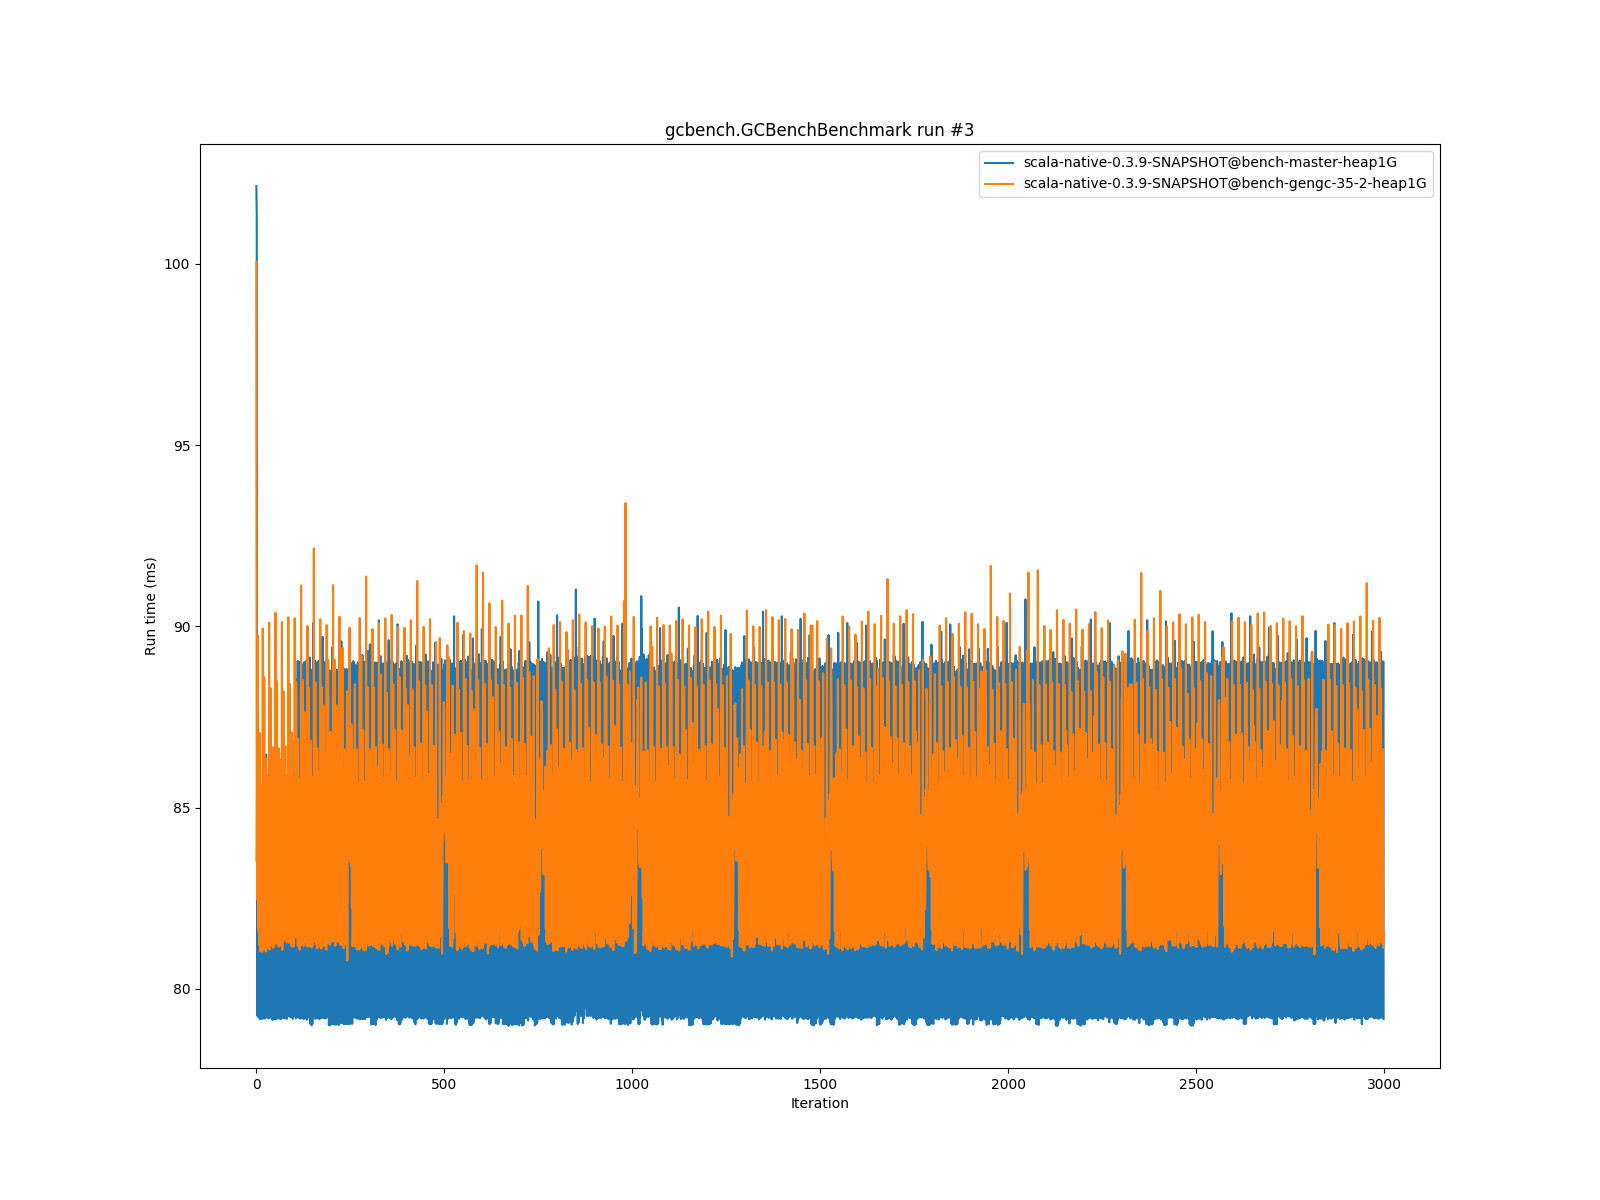 gcbench.GCBenchBenchmark run #3
scala-native-0.3.9-SNAPSHOT@bench-master-heap1G
scala-native-0.3.9-SNAPSHOT@bench-gengc-35-2-heap1G
100
95
90
85
80
Run time (ms)
0
500
1000
1500
2000
2500
3000
Iteration